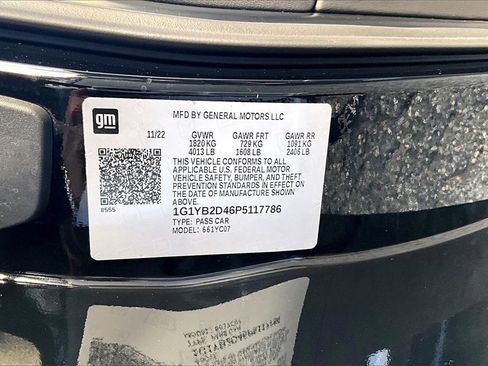 gm
MFD BY GENERAL MOTORS LLC
11/22 GVWR GAWR FRT GAWR RR
1820 KG 729 KG 1091 KG
4013 LB 1608 LB 2406 LB
THIS VEHICLE CONFORMS TO ALL
APPLICABLE U.S. FEDERAL MOTOR
VEHICLE SAFETY, BUMPER, AND THEFT
PREVENTION STANDARDS IN EFFECT ON
THE DATE OF MANUFACTURE SHOWN
ABOVE.
8555
1G1YB2D46P5117786
TYPE: PASS CAR
MODEL: 661YC07